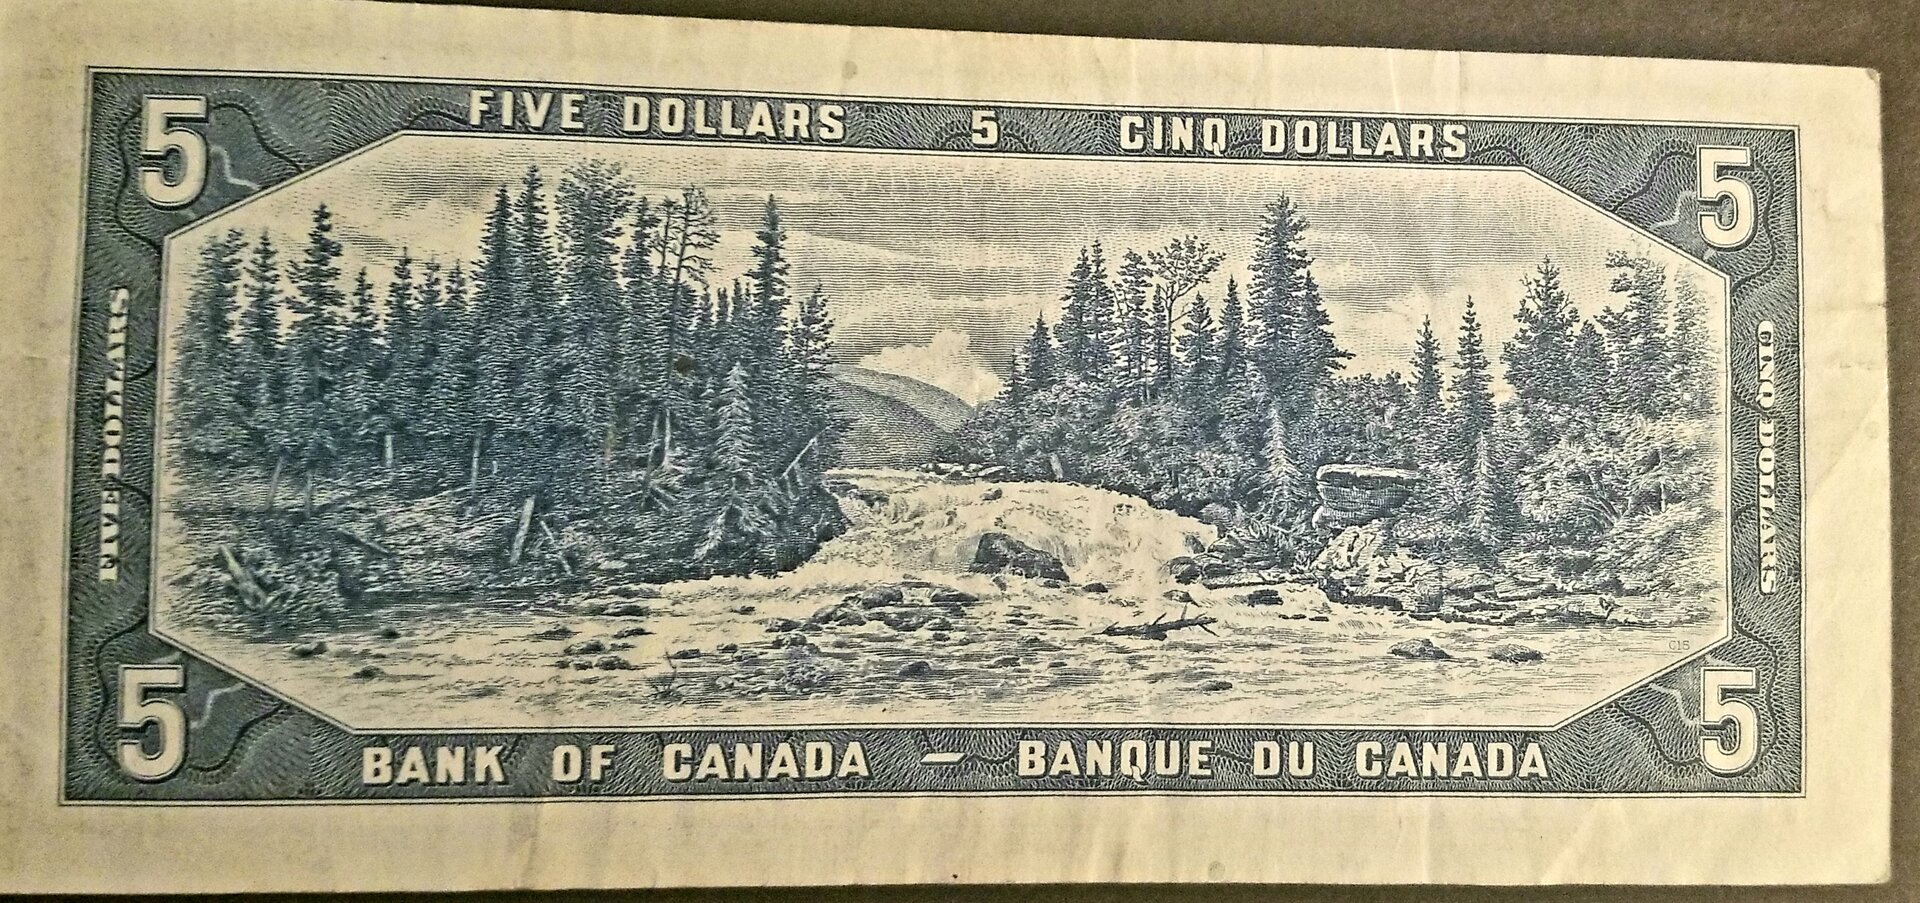 5 FIVE DOLLARS 5 CINQ DOLLARS 5
FIVE DOLLARS
CINQ DOLLARS
5 BANK OF CANADA – BANQUE DU CANADA 5